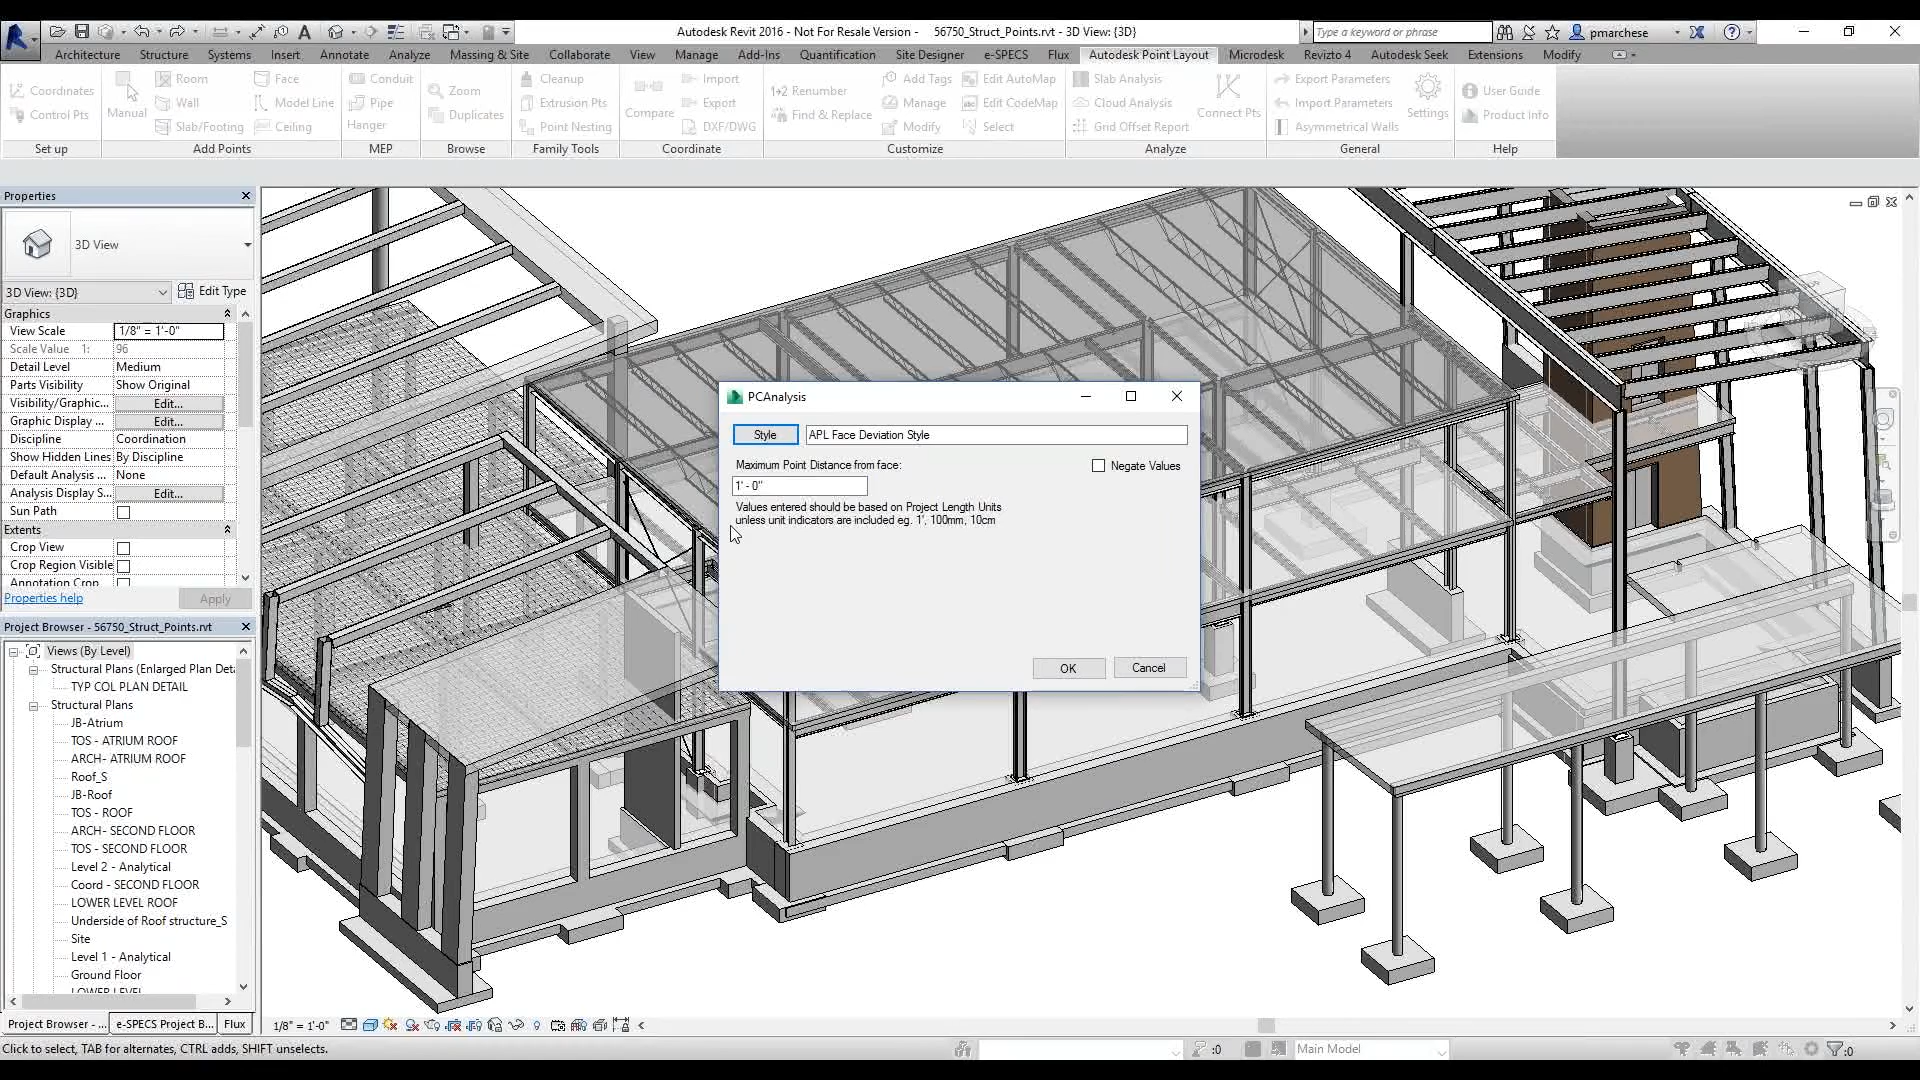 Autodesk Revit 2016 - Not For Resale Version - 56750_Struct_Points.rvt - 3D View: {3D}
Type a keyword or phrase
pmarchese
Architecture Structure Systems Insert Annotate Analyze Massing & Site Collaborate View Manage Add-Ins Quantification Site Designer e-SPECS Flux Autodesk Point Layout Microdesk Revizto 4 Autodesk Seek Extensions Modify
Coordinates
Control Pts
Set up
Manual
Room
Wall
Slab/Footing
Face
Model Line
Ceiling
Add Points
Conduit
Pipe
Hanger
MEP
Zoom
Duplicates
Browse
Cleanup
Extrusion Pts
Point Nesting
Family Tools
Compare
Import
Export
DXF/DWG
Coordinate
Renumber
Find & Replace
Add Tags
Manage
Modify
Edit AutoMap
Edit CodeMap
Select
Customize
Slab Analysis
Cloud Analysis
Grid Offset Report
Connect Pts
Analyze
Export Parameters
Import Parameters
Asymmetrical Walls
Settings
General
User Guide
Product Info
Help
Properties
3D View
3D View: {3D}
Edit Type
Graphics
View Scale 1/8" = 1'-0"
Scale Value 1: 96
Detail Level Medium
Parts Visibility Show Original
Visibility/Graphic... Edit...
Graphic Display ... Edit...
Discipline Coordination
Show Hidden Lines By Discipline
Default Analysis ... None
Analysis Display S... Edit...
Sun Path
Extents
Crop View
Crop Region Visible
Annotation Crop
Properties help
Apply
Project Browser - 56750_Struct_Points.rvt
Views (By Level)
Structural Plans (Enlarged Plan Deta
TYP COL PLAN DETAIL
Structural Plans
JB-Atrium
TOS - ATRIUM ROOF
ARCH- ATRIUM ROOF
Roof_S
JB-Roof
TOS - ROOF
ARCH- SECOND FLOOR
TOS - SECOND FLOOR
Level 2 - Analytical
Coord - SECOND FLOOR
LOWER LEVEL ROOF
Underside of Roof structure_S
Site
Level 1 - Analytical
Ground Floor
LOWER LEVEL
Project Browser - ...
e-SPECS Project B...
Flux
PCAnalysis
Style
APL Face Deviation Style
Maximum Point Distance from face:
Negate Values
1' - 0"
Values entered should be based on Project Length Units
unless unit indicators are included eg. 1', 100mm, 10cm
OK
Cancel
1/8" = 1'-0"
Click to select, TAB for alternates, CTRL adds, SHIFT unselects.
:0
Main Model
:0